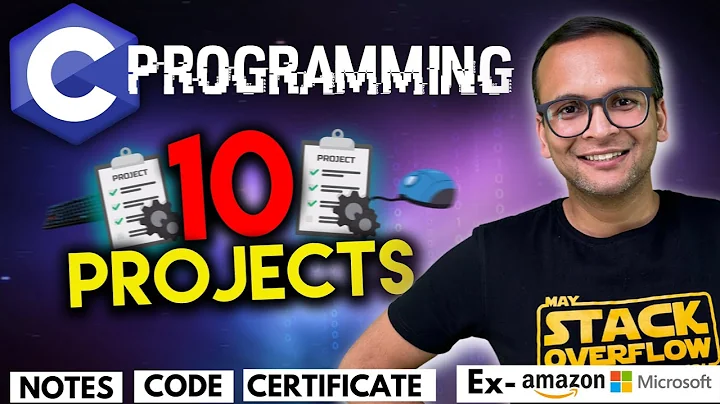 C PROGRAMMING
PROJECT
PROJECT
10
PROJECTS
MAY
STACK
OVERFLOW
NOTES CODE CERTIFICATE Ex-amazon Microsoft